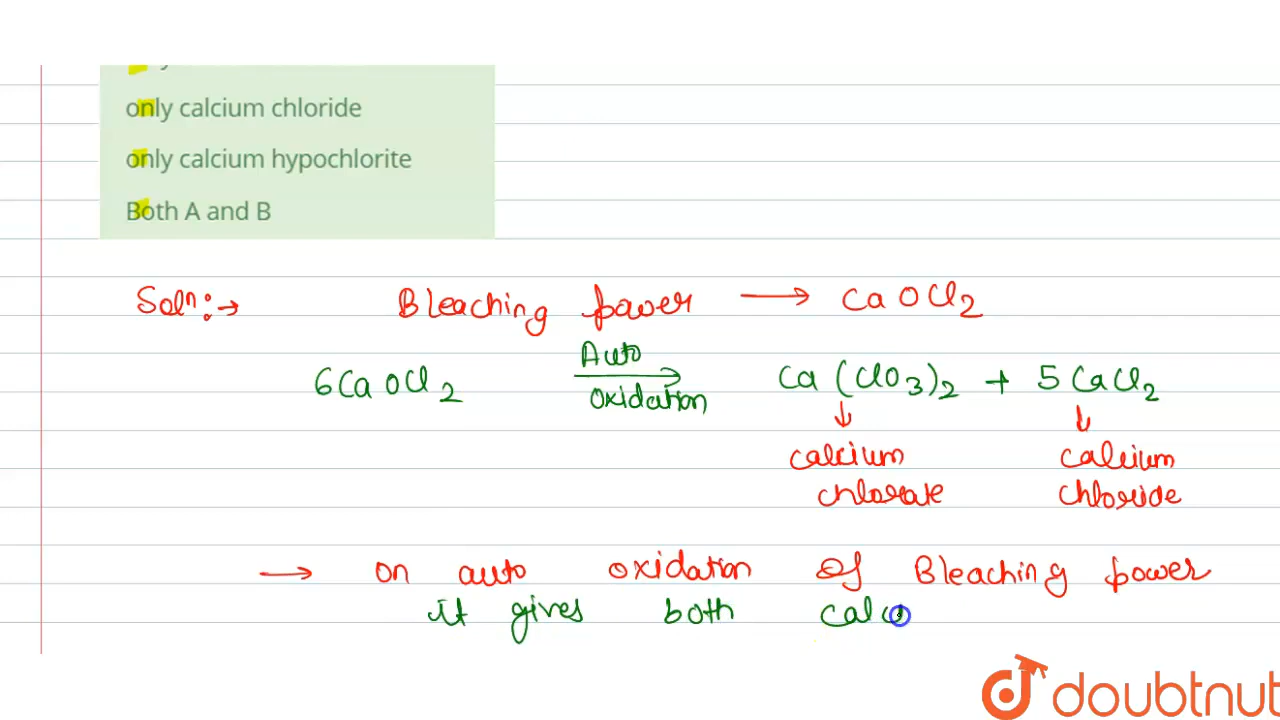 only calcium chloride
only calcium hypochlorite
Both A and B
Soln:→ Bleaching power → CaOCl2
6CaOCl2 Auto oxidation → Ca(ClO3)2 + 5CaCl2
↓ ↓
calcium calcium
chlorate chloride
→ on auto oxidation of Bleaching power
it gives both
doubtnut